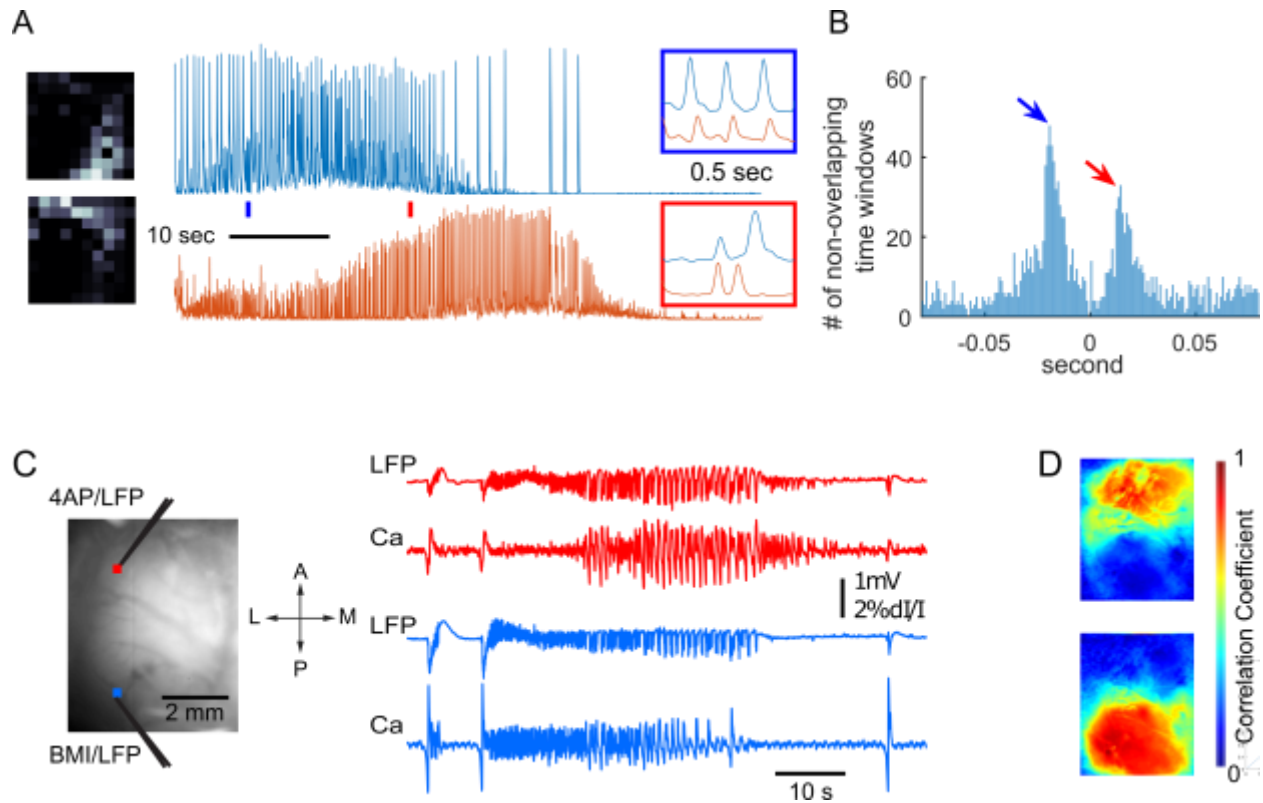 A
10 sec
0.5 sec
B
# of non-overlapping
time windows
60
40
20
0
-0.05
0
0.05
second
C
4AP/LFP
BMI/LFP
2 mm
A
L
M
P
LFP
Ca
LFP
Ca
1mV
2%dI/I
10 s
D
1
0
Correlation Coefficient